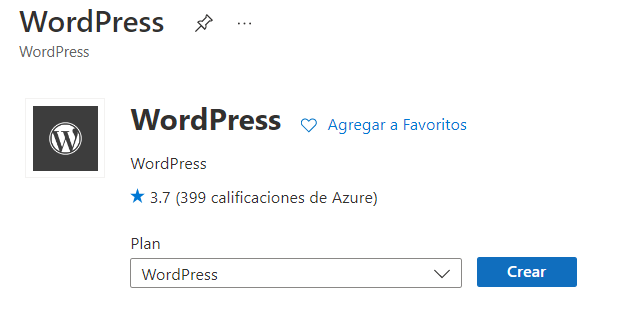 WordPress
WordPress
WordPress Agregar a Favoritos
WordPress
3.7 (399 calificaciones de Azure)
Plan
WordPress Crear